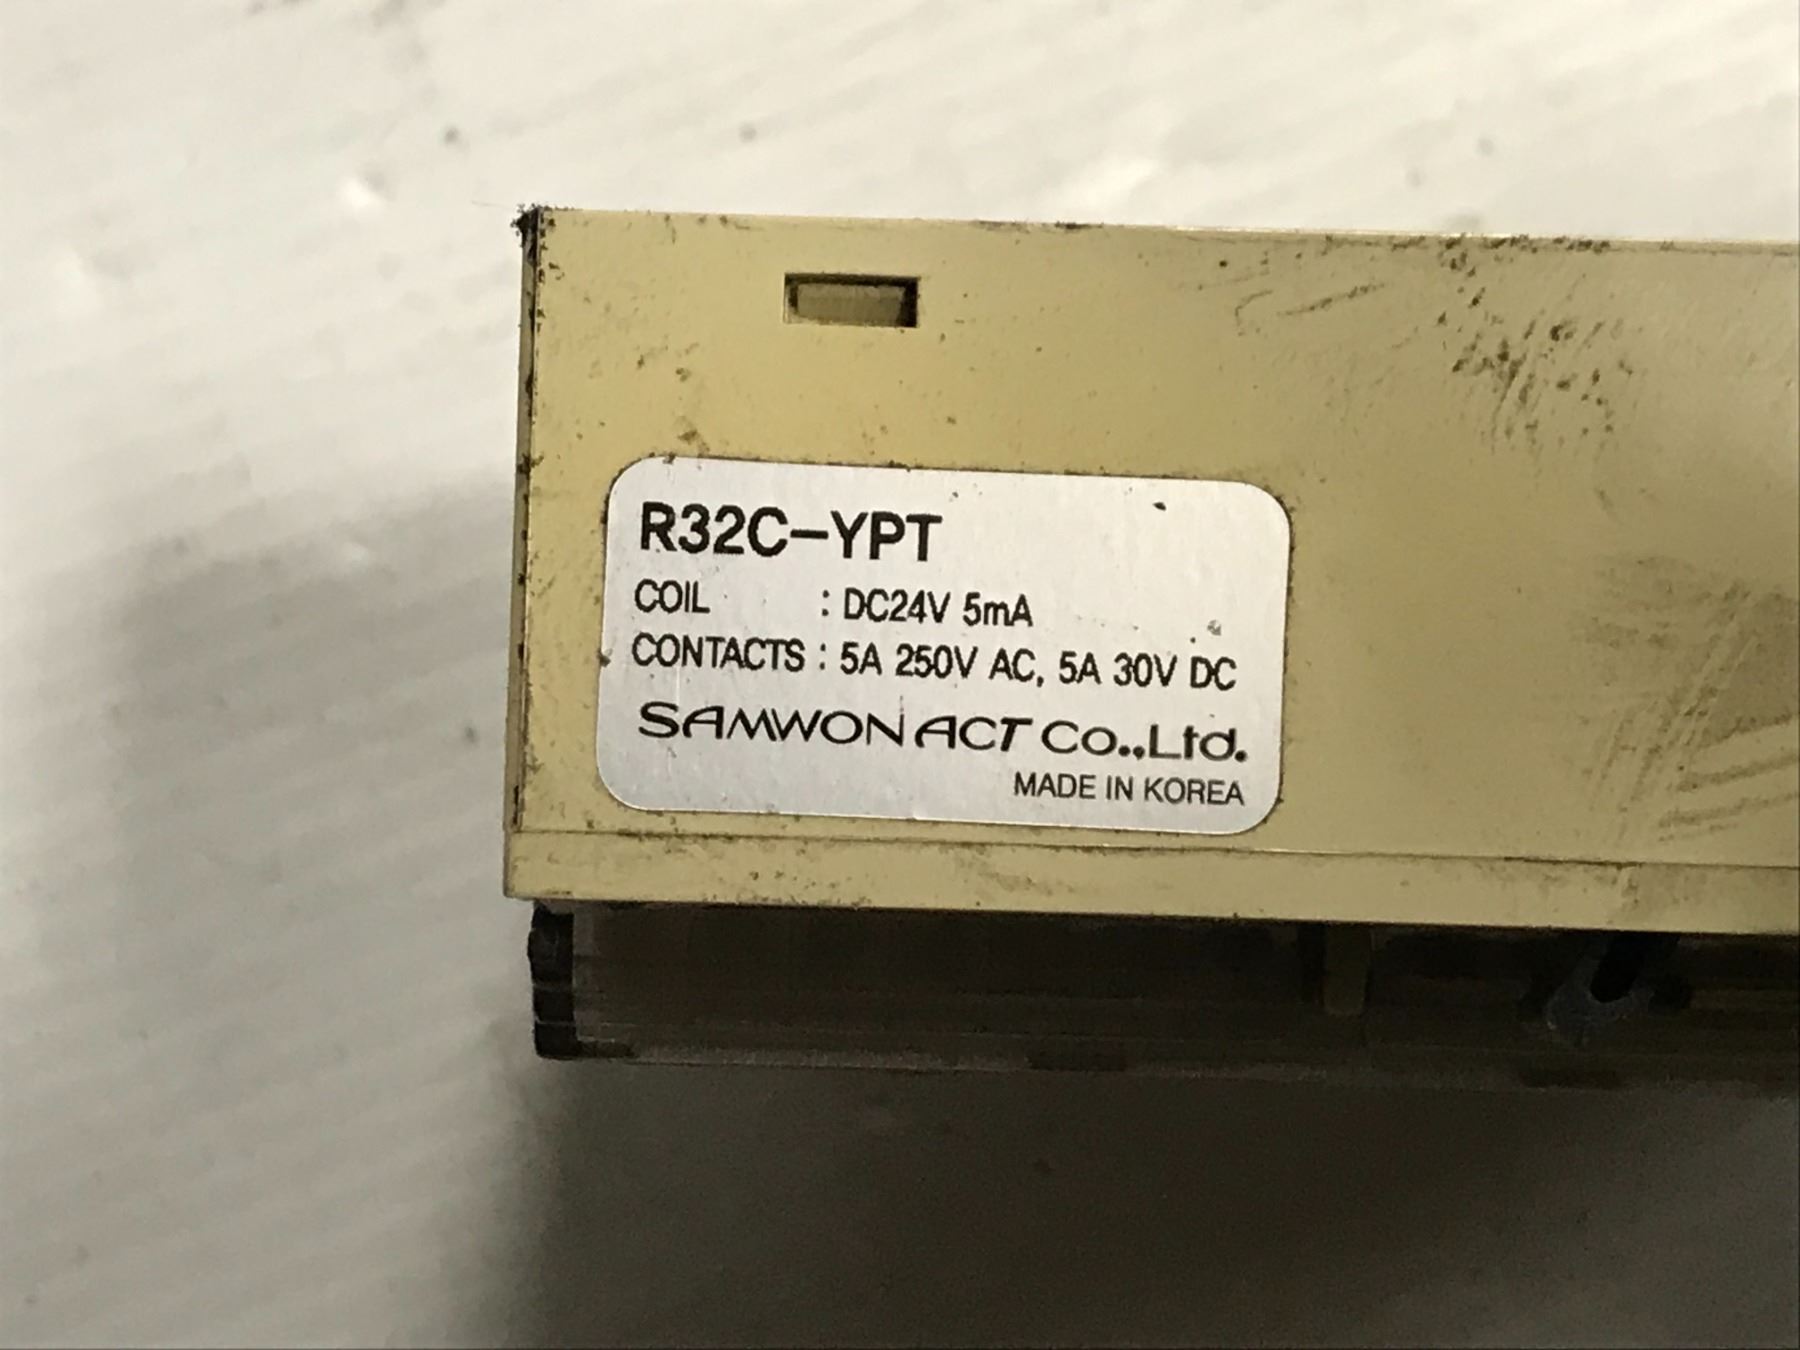 R32C-YPT
COIL : DC24V 5mA
CONTACTS : 5A 250V AC, 5A 30V DC
SAMWON ACT Co.,Ltd.
MADE IN KOREA